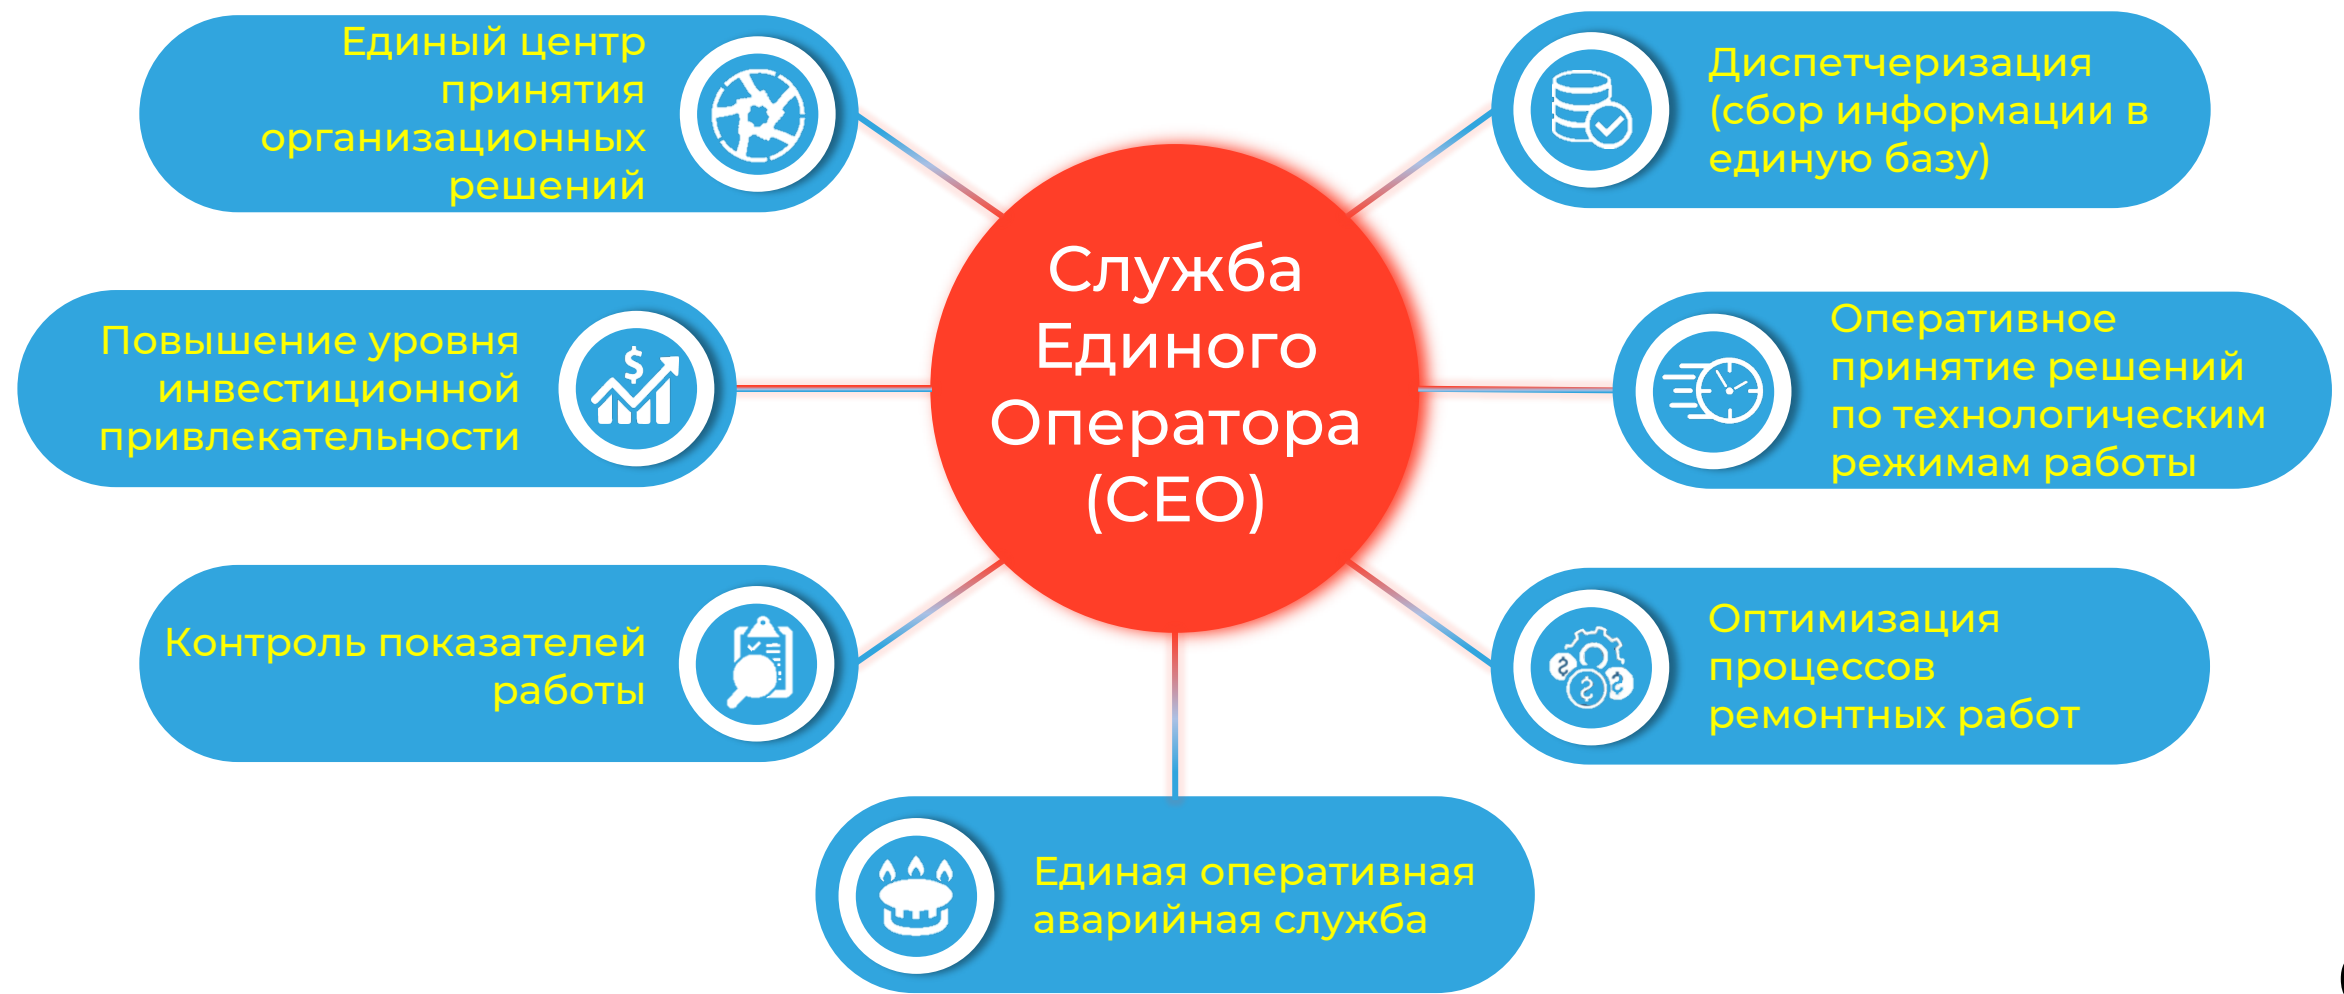 Единый центр
принятия
организационных
решений
Диспетчеризация
(сбор информации в
единую базу)
Служба
Единого
Оператора
(СЕО)
Повышение уровня
инвестиционной
привлекательности
Оперативное
принятие решений
по технологическим
режимам работы
Контроль показателей
работы
Оптимизация
процессов
ремонтных работ
Единая оперативная
аварийная служба